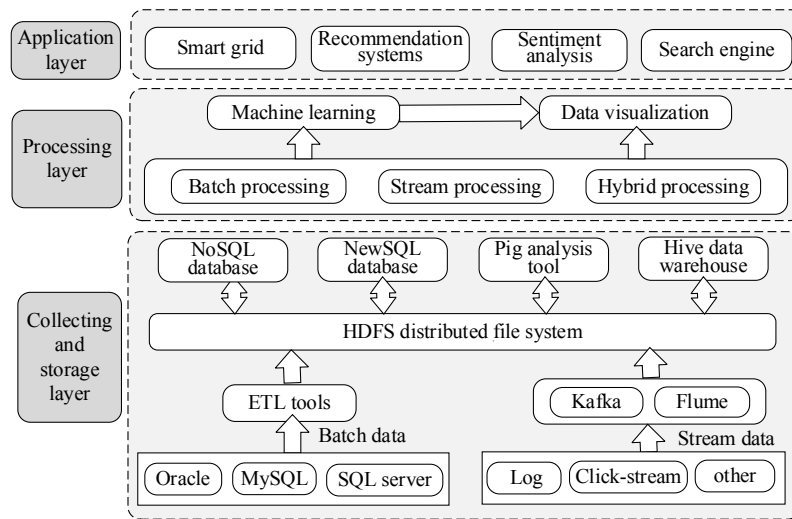 Application
layer
Smart grid
Recommendation
systems
Sentiment
analysis
Search engine
Processing
layer
Machine learning
Data visualization
Batch processing
Stream processing
Hybrid processing
Collecting
and
storage
layer
NoSQL
database
NewSQL
database
Pig analysis
tool
Hive data
warehouse
HDFS distributed file system
ETL tools
Kafka
Flume
Batch data
Stream data
Oracle
MySQL
SQL server
Log
Click-stream
other